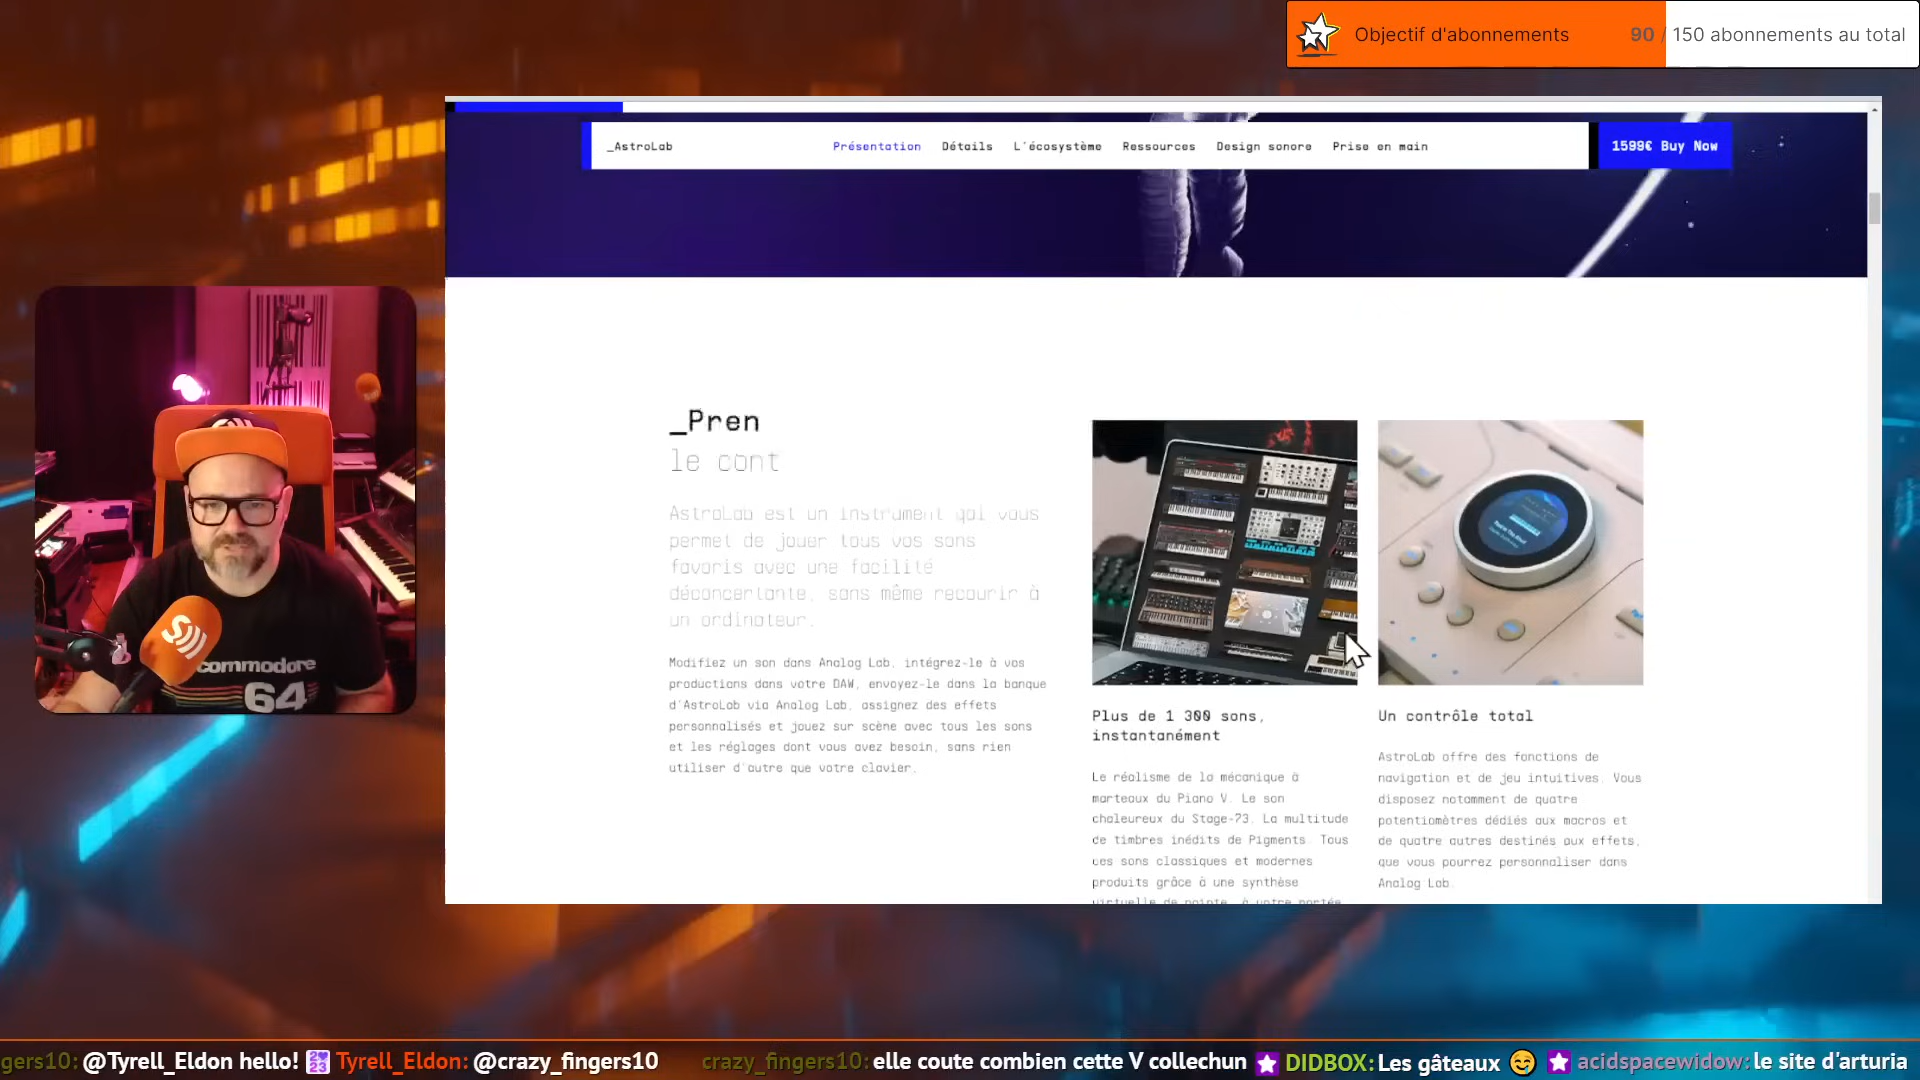 Objectif d'abonnements 90 / 150 abonnements au total
_AstroLab Présentation Détails L'écosystème Ressources Design sonore Prise en main 1599€ Buy Now
_Pren
le cont
AstroLab est un instrument qui vous
permet de jouer tous vos sons
favoris avec une facilité
déconcertante, sans même recourir à
un ordinateur.
Modifiez un son dans Analog Lab, intégrez-le à vos
productions dans votre DAW, envoyez-le dans la banque
d'AstroLab via Analog Lab, assignez des effets
personnalisés et jouez sur scène avec tous les sons
et les réglages dont vous avez besoin, sans rien
utiliser d'autre que votre clavier.
Plus de 1 300 sons,
instantanément
Le réalisme de la mécanique à
marteaux du Piano V. Le son
chaleureux du Stage-73. La multitude
de timbres inédits de Pigments. Tous
ces sons classiques et modernes
produits grâce à une synthèse
virtuelle de pointe, à votre portée
Un contrôle total
AstroLab offre des fonctions de
navigation et de jeu intuitives. Vous
disposez notamment de quatre
potentiomètres dédiés aux macros et
de quatre autres destinés aux effets,
que vous pourrez personnaliser dans
Analog Lab.
commodore
64
gers10: @Tyrell_Eldon hello! Tyrell_Eldon: @crazy_fingers10 crazy_fingers10: elle coute combien cette V collechun DIDBOX: Les gâteaux acidspacewidow: le site d'arturia